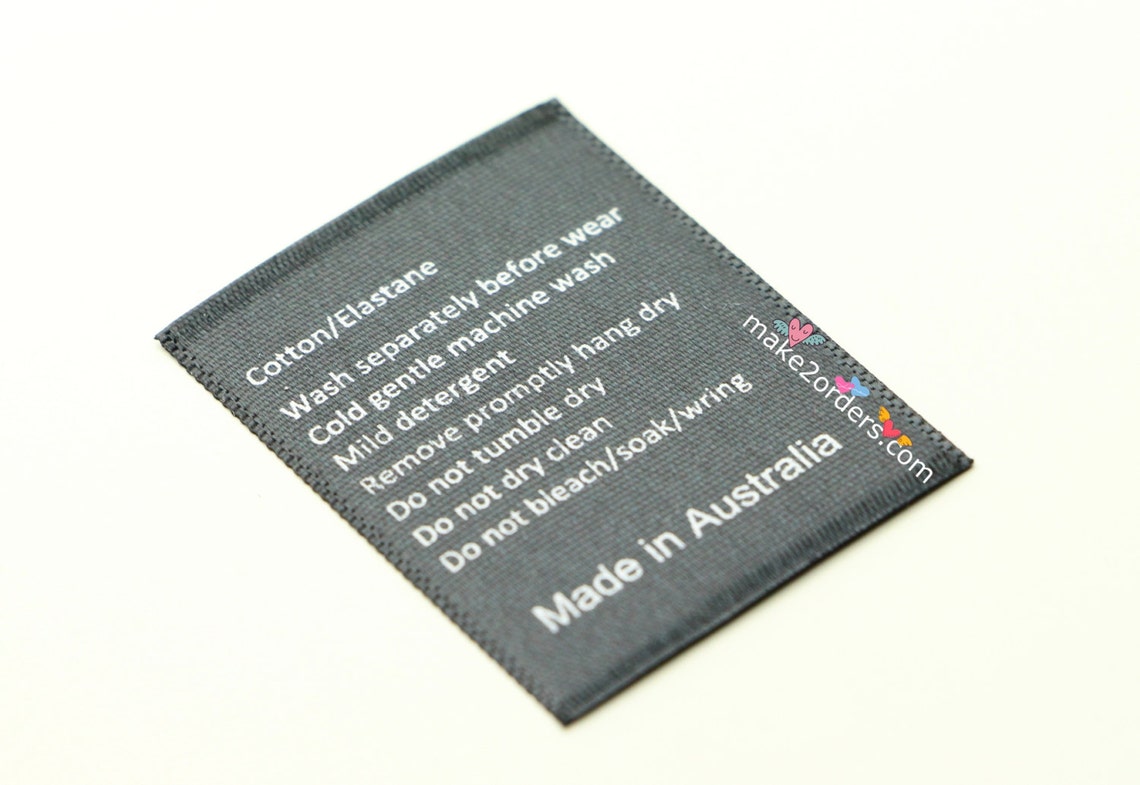 Cotton/Elastane
Wash separately before wear
Cold gentle machine wash
Mild detergent
Remove promptly hang dry
Do not tumble dry
Do not dry clean
Do not bleach/soak/wring
Made in Australia
make2orders.com